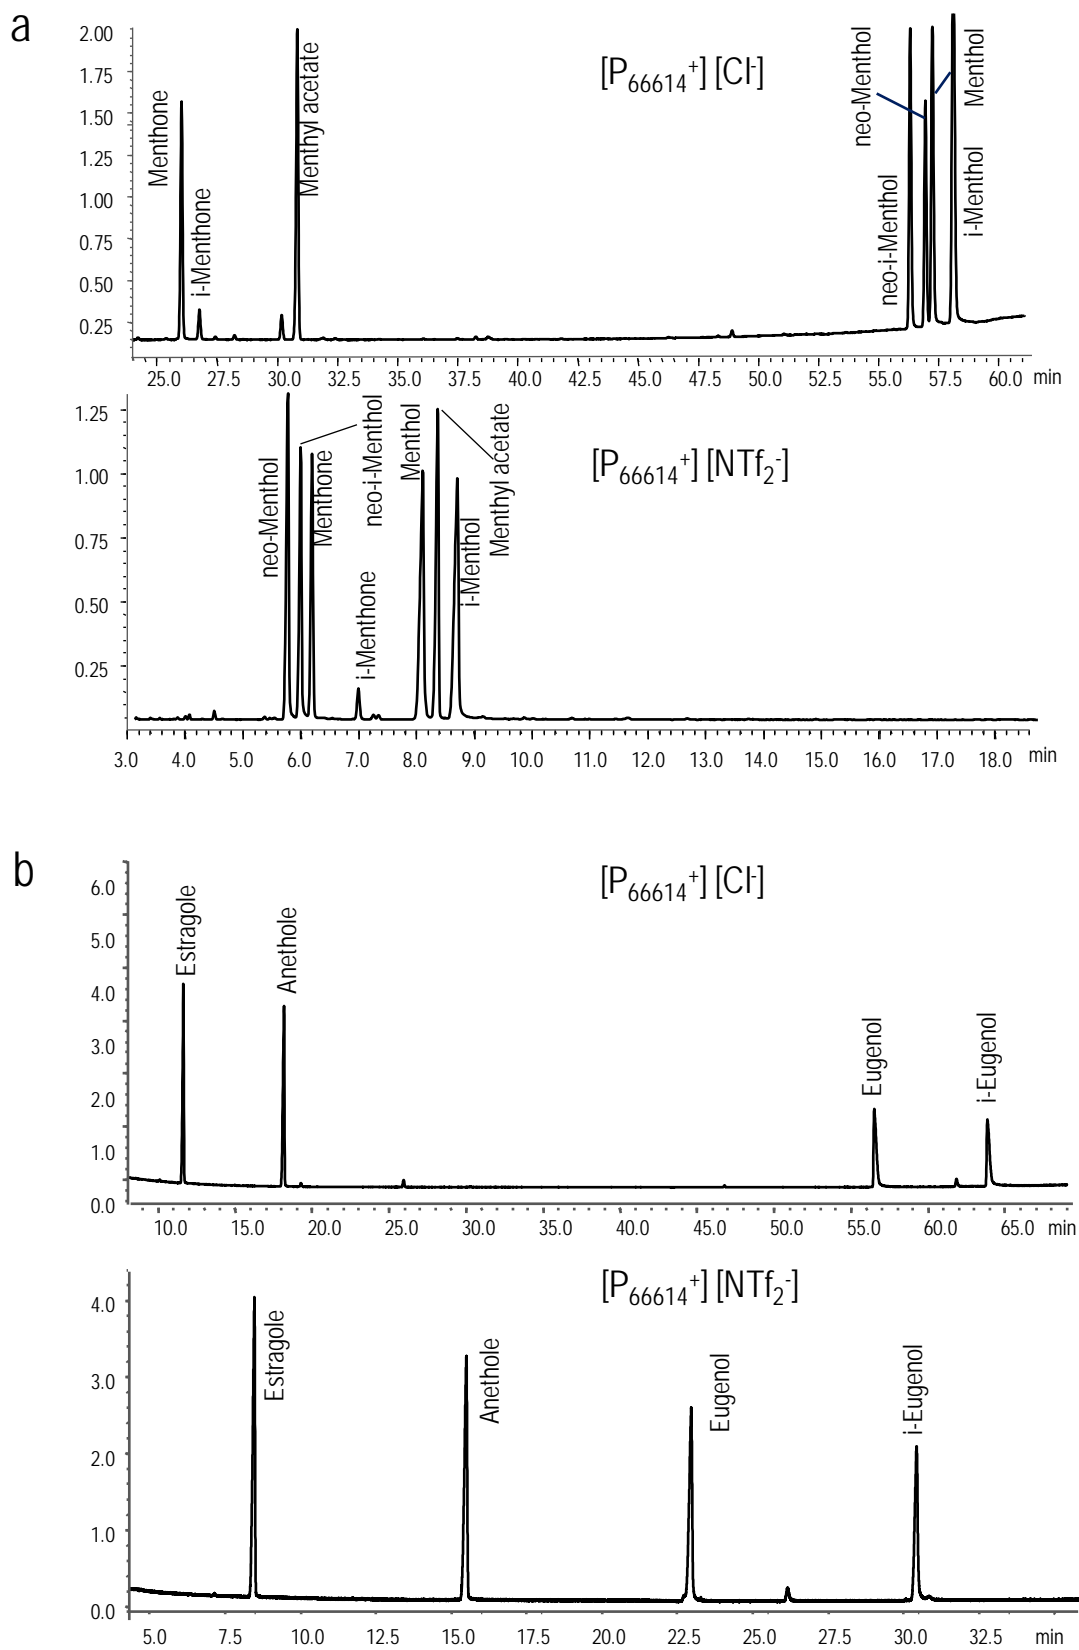 a
[P66614+] [Cl-]
2.00
1.75
1.50
1.25
1.00
0.75
0.50
0.25
Menthone
i-Menthone
Menthyl acetate
neo-Menthol
neo-i-Menthol
Menthol
i-Menthol
25.0 27.5 30.0 32.5 35.0 37.5 40.0 42.5 45.0 47.5 50.0 52.5 55.0 57.5 60.0 min
[P66614+] [NTf2-]
1.25
1.00
0.75
0.50
0.25
neo-Menthol
Menthone
i-Menthone
neo-i-Menthol
Menthol
i-Menthol
Menthyl acetate
3.0 4.0 5.0 6.0 7.0 8.0 9.0 10.0 11.0 12.0 13.0 14.0 15.0 16.0 17.0 18.0 min
b
[P66614+] [Cl-]
6.0
5.0
4.0
3.0
2.0
1.0
0.0
Estragole
Anethole
Eugenol
i-Eugenol
10.0 15.0 20.0 25.0 30.0 35.0 40.0 45.0 50.0 55.0 60.0 65.0 min
[P66614+] [NTf2-]
4.0
3.0
2.0
1.0
0.0
Estragole
Anethole
Eugenol
i-Eugenol
5.0 7.5 10.0 12.5 15.0 17.5 20.0 22.5 25.0 27.5 30.0 32.5 min